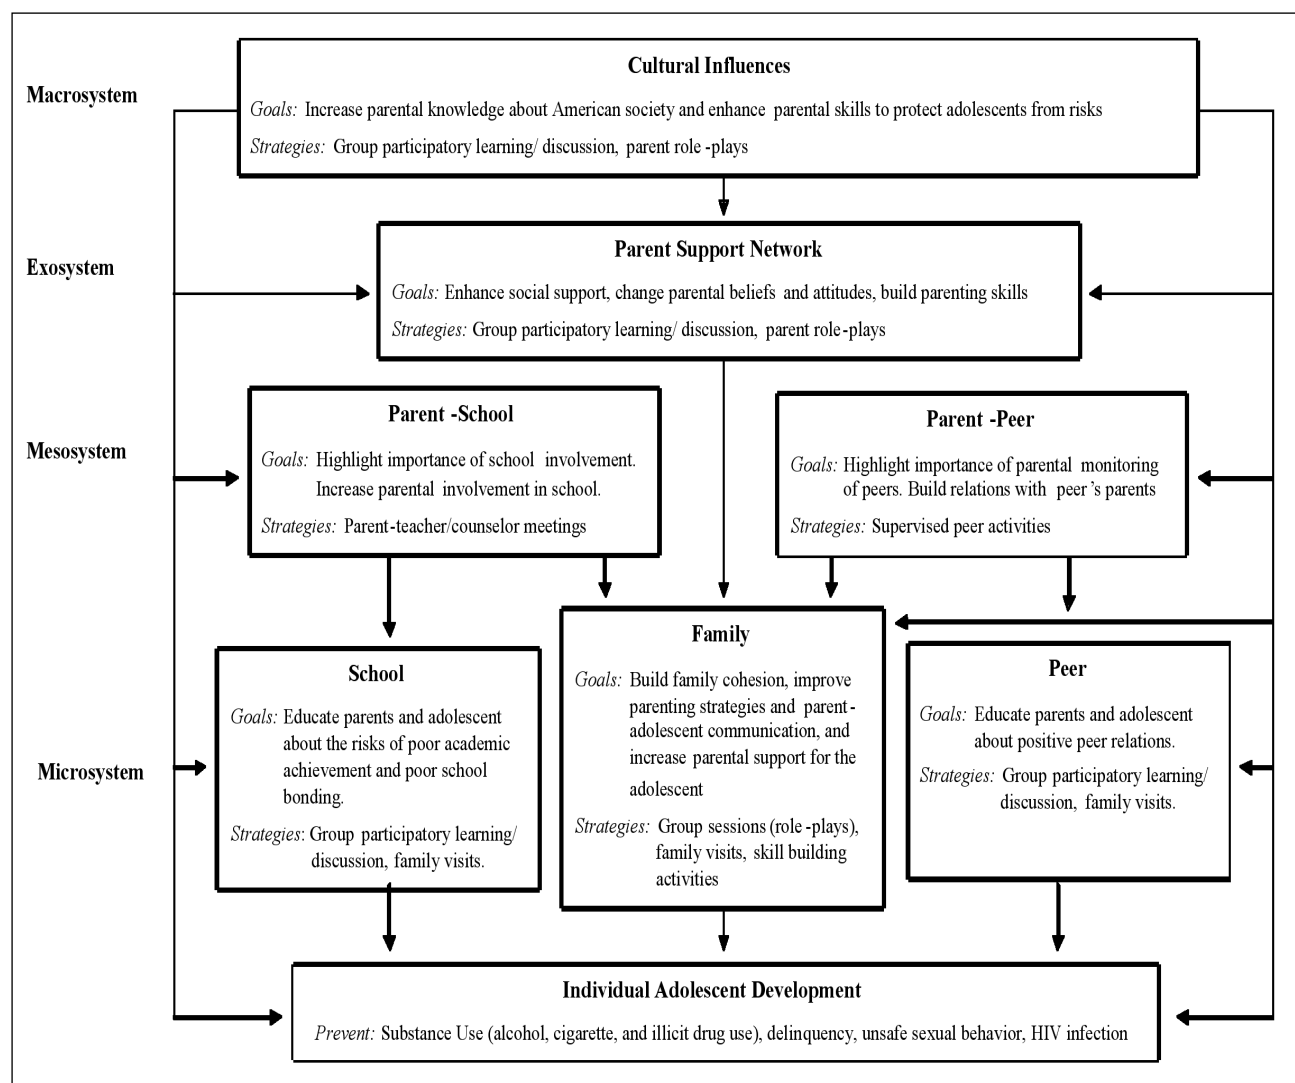 Cultural Influences
Macrosystem
Goals: Increase parental knowledge about American society and enhance parental skills to protect adolescents from risks
Strategies: Group participatory learning/ discussion, parent role -plays
Parent Support Network
Exosystem
Goals: Enhance social support, change parental beliefs and attitudes, build parenting skills
Strategies: Group participatory learning/ discussion, parent role-plays
Mesosystem
Parent -School
Goals: Highlight importance of school involvement.
Increase parental involvement in school.
Strategies: Parent-teacher/counselor meetings
Parent -Peer
Goals: Highlight importance of parental monitoring
of peers. Build relations with peer's parents
Strategies: Supervised peer activities
Microsystem
School
Goals: Educate parents and adolescent
about the risks of poor academic
achievement and poor school
bonding.
Strategies: Group participatory learning/
discussion, family visits.
Family
Goals: Build family cohesion, improve
parenting strategies and parent-
adolescent communication, and
increase parental support for the
adolescent
Strategies: Group sessions (role -plays),
family visits, skill building
activities
Peer
Goals: Educate parents and adolescent
about positive peer relations.
Strategies: Group participatory learning/
discussion, family visits.
Individual Adolescent Development
Prevent: Substance Use (alcohol, cigarette, and illicit drug use), delinquency, unsafe sexual behavior, HIV infection